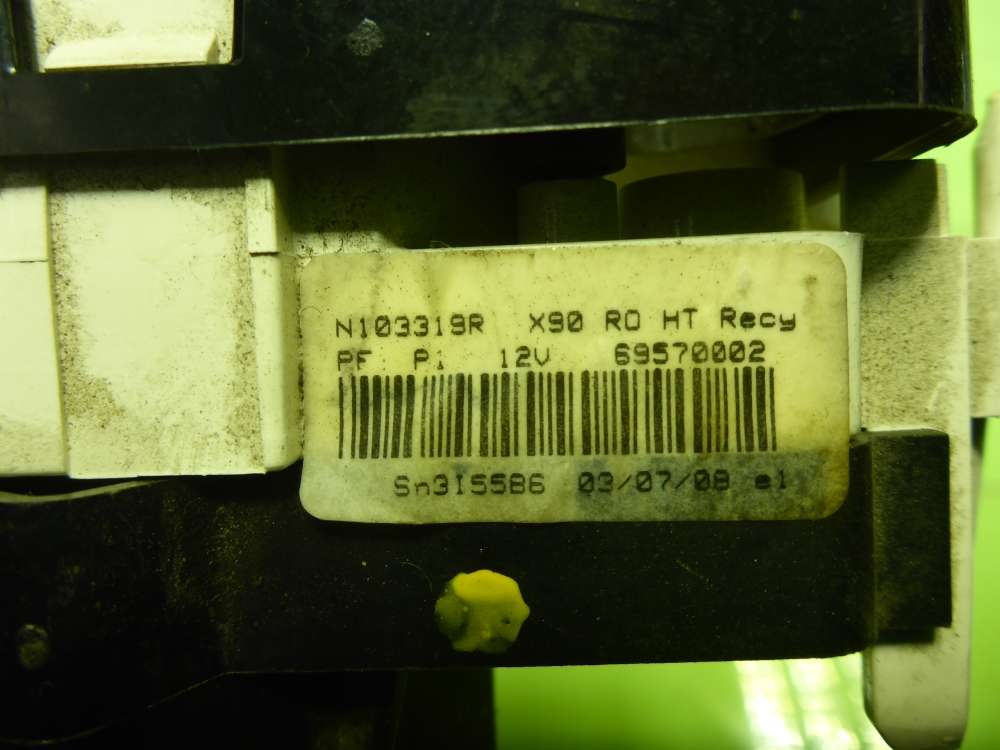 N103319R X90 RO HT Recy
PF P1 12V 69570002
Sn3I55B6 03/07/08 e1